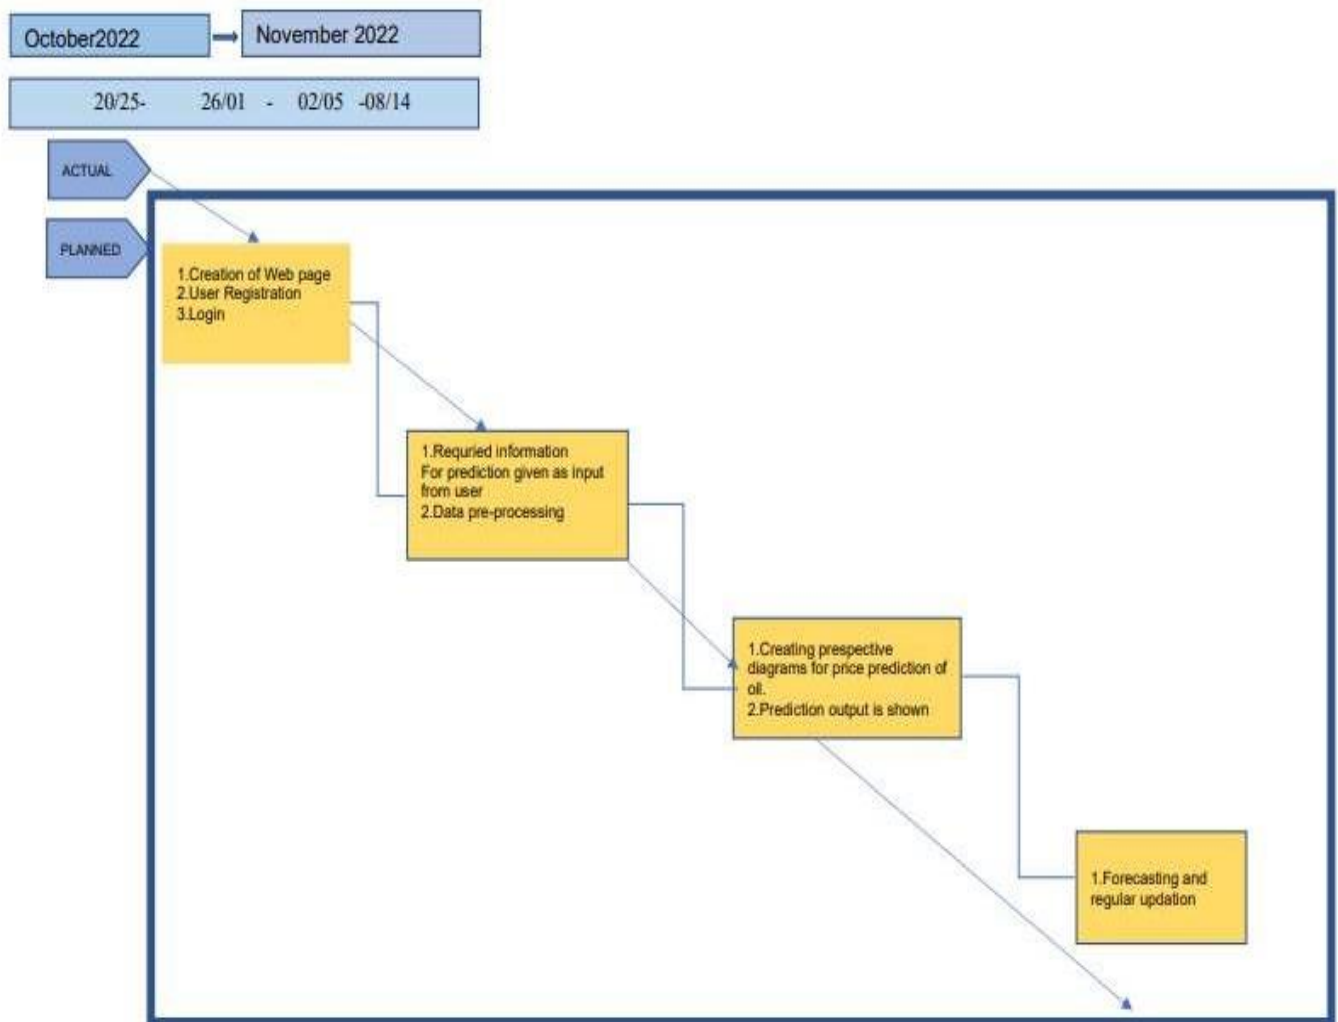 October2022
November 2022
20/25- 26/01 - 02/05 -08/14
ACTUAL
PLANNED
1.Creation of Web page
2.User Registration
3.Login
1.Requried information
For prediction given as input
from user
2.Data pre-processing
1.Creating prespective
diagrams for price prediction of
oil.
2.Prediction output is shown
1.Forecasting and
regular updation